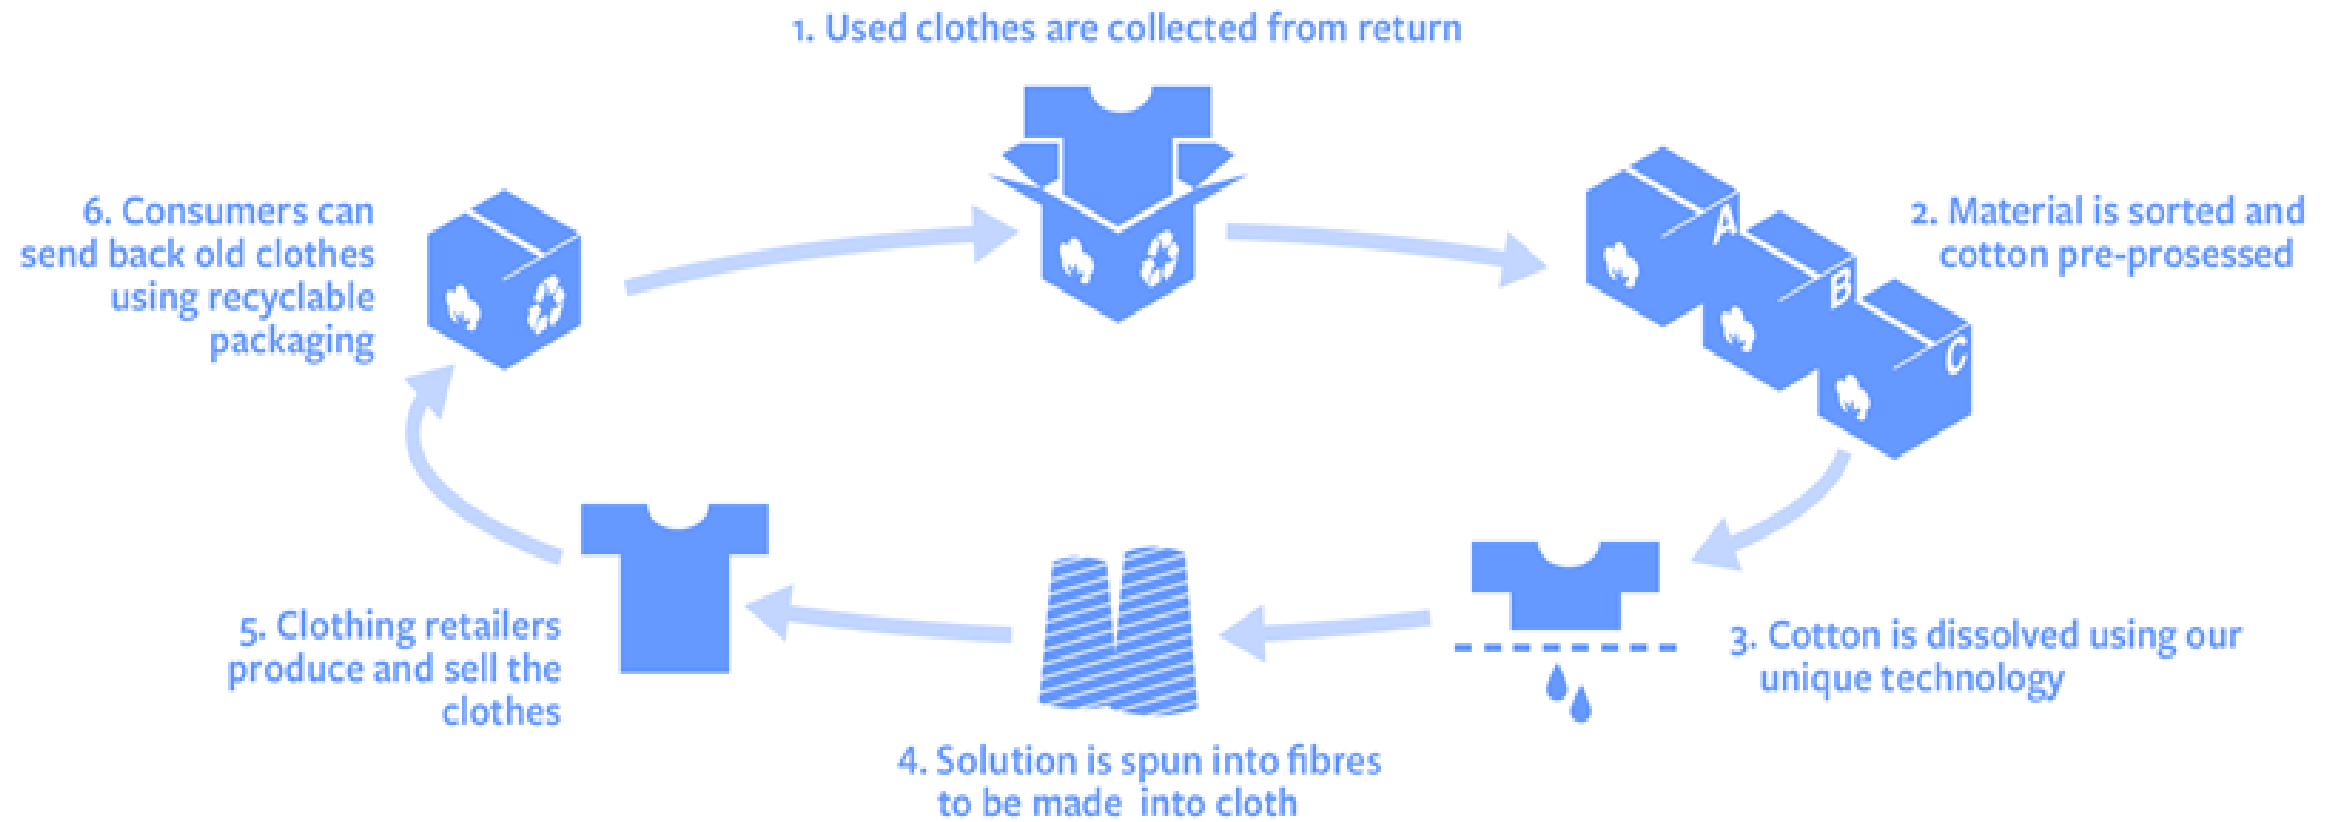 1. Used clothes are collected from return
2. Material is sorted and
cotton pre-prosessed
A
B
C
3. Cotton is dissolved using our
unique technology
4. Solution is spun into fibres
to be made into cloth
5. Clothing retailers
produce and sell the
clothes
6. Consumers can
send back old clothes
using recyclable
packaging